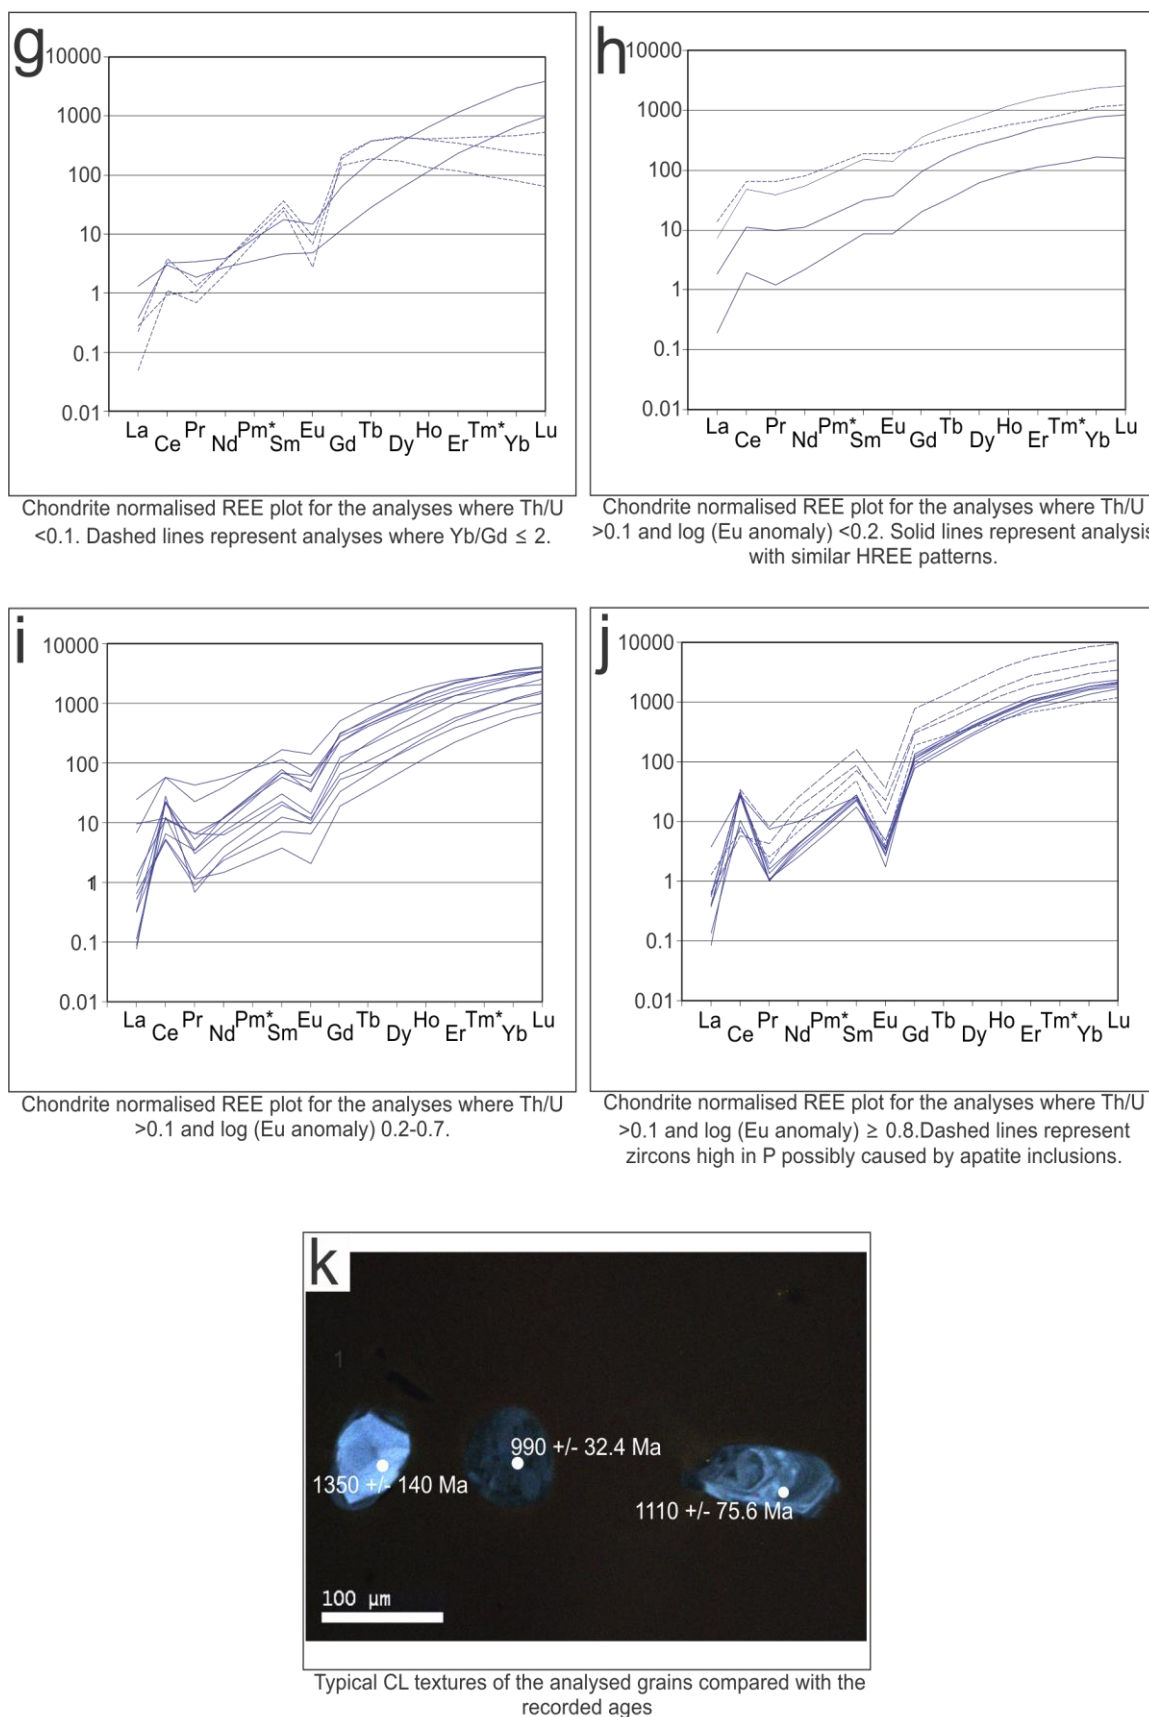 g
10000
1000
100
10
1
0.1
0.01
La Ce Pr Nd Pm* Sm Eu Gd Tb Dy Ho Er Tm* Yb Lu
Chondrite normalised REE plot for the analyses where Th/U
<0.1. Dashed lines represent analyses where Yb/Gd ≤ 2.
h
10000
1000
100
10
1
0.1
0.01
La Ce Pr Nd Pm* Sm Eu Gd Tb Dy Ho Er Tm* Yb Lu
Chondrite normalised REE plot for the analyses where Th/U
>0.1 and log (Eu anomaly) <0.2. Solid lines represent analysis
with similar HREE patterns.
i
10000
1000
100
10
1
0.1
0.01
La Ce Pr Nd Pm* Sm Eu Gd Tb Dy Ho Er Tm* Yb Lu
Chondrite normalised REE plot for the analyses where Th/U
>0.1 and log (Eu anomaly) 0.2-0.7.
j
10000
1000
100
10
1
0.1
0.01
La Ce Pr Nd Pm* Sm Eu Gd Tb Dy Ho Er Tm* Yb Lu
Chondrite normalised REE plot for the analyses where Th/U
>0.1 and log (Eu anomaly) ≥ 0.8.Dashed lines represent
zircons high in P possibly caused by apatite inclusions.
k
1
990 +/- 32.4 Ma
1350 +/- 140 Ma
1110 +/- 75.6 Ma
100 µm
Typical CL textures of the analysed grains compared with the
recorded ages